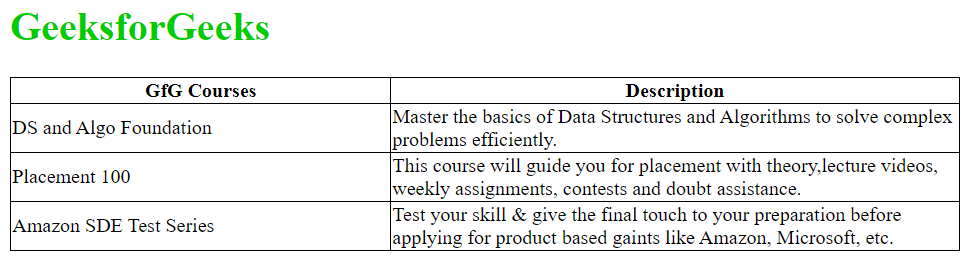 GeeksforGeeks
GfG Courses Description
DS and Algo Foundation
Master the basics of Data Structures and Algorithms to solve complex
problems efficiently.
Placement 100
This course will guide you for placement with theory,lecture videos,
weekly assignments, contests and doubt assistance.
Amazon SDE Test Series
Test your skill & give the final touch to your preparation before
applying for product based gaints like Amazon, Microsoft, etc.